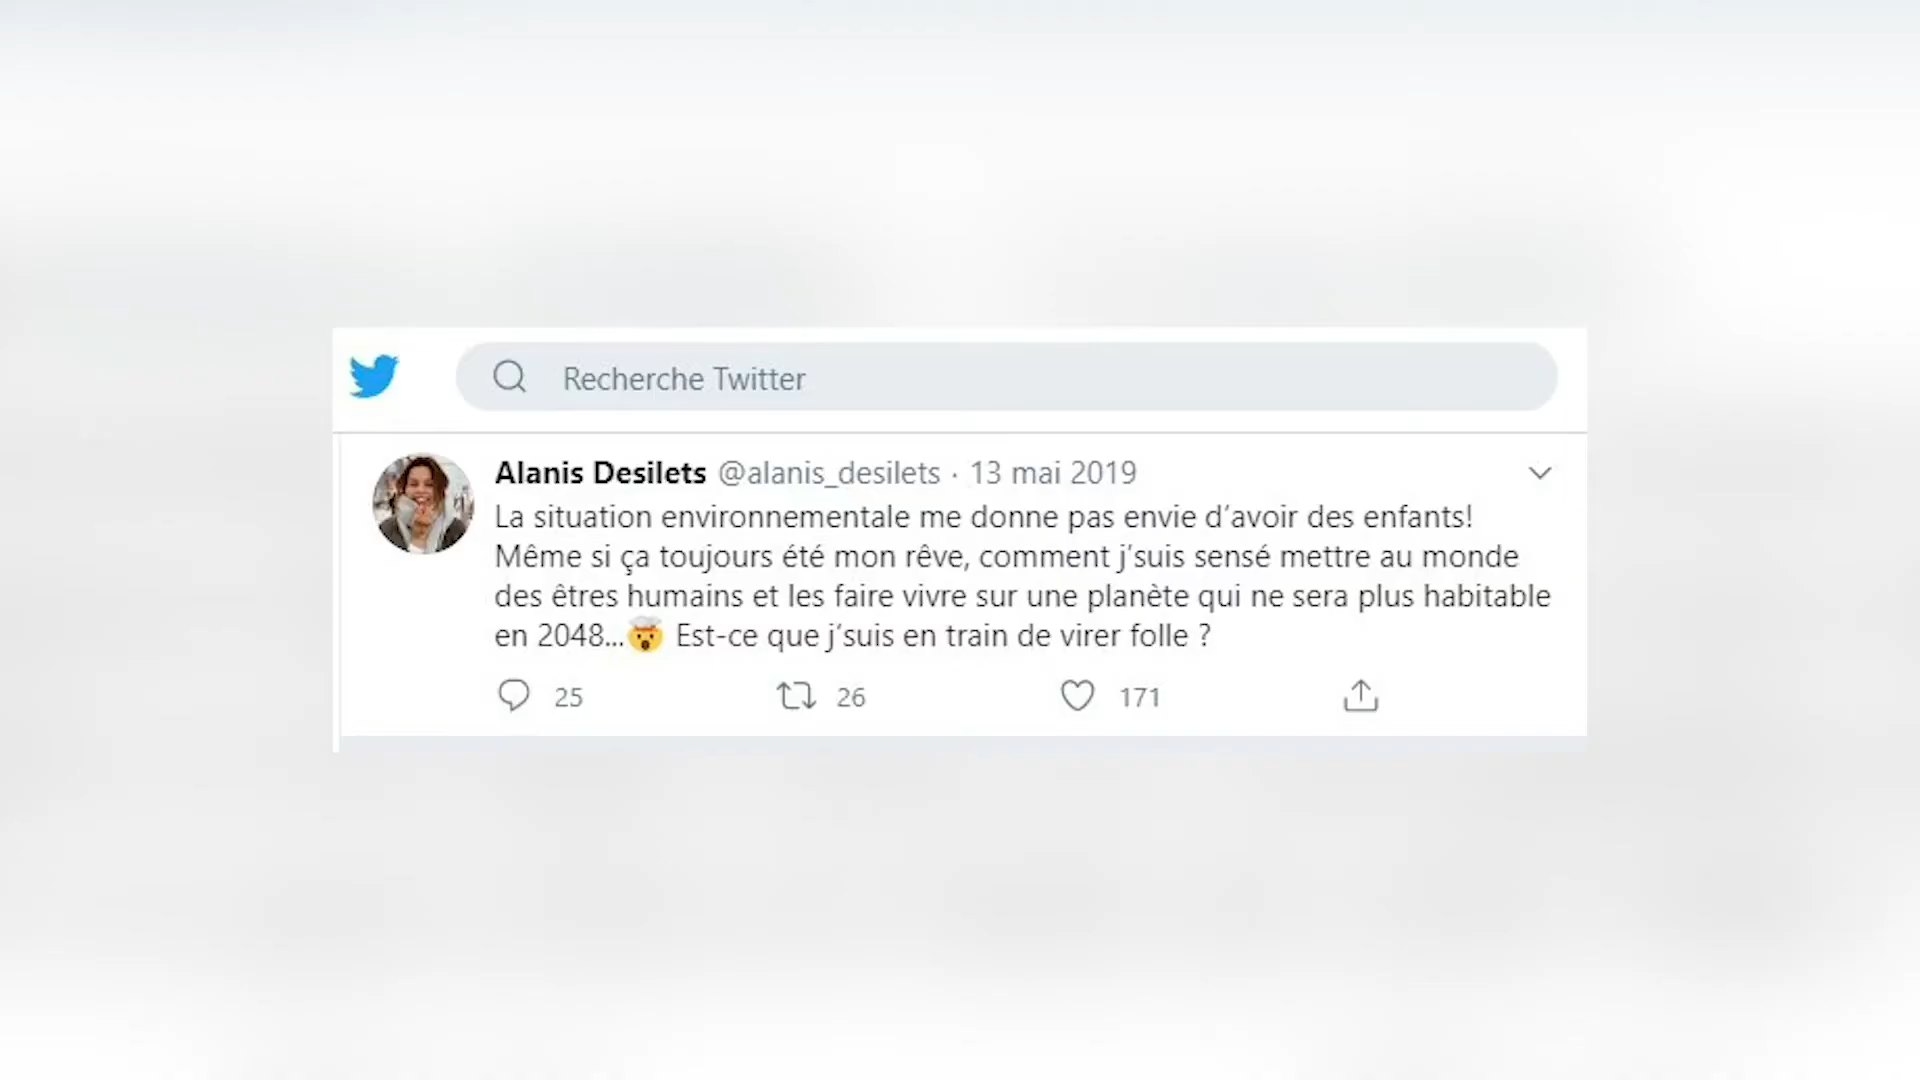 Recherche Twitter
Alanis Desilets @alanis_desilets · 13 mai 2019
La situation environnementale me donne pas envie d’avoir des enfants!
Même si ça toujours été mon rêve, comment j’suis sensé mettre au monde
des êtres humains et les faire vivre sur une planète qui ne sera plus habitable
en 2048...🤯 Est-ce que j’suis en train de virer folle ?
25 26 171